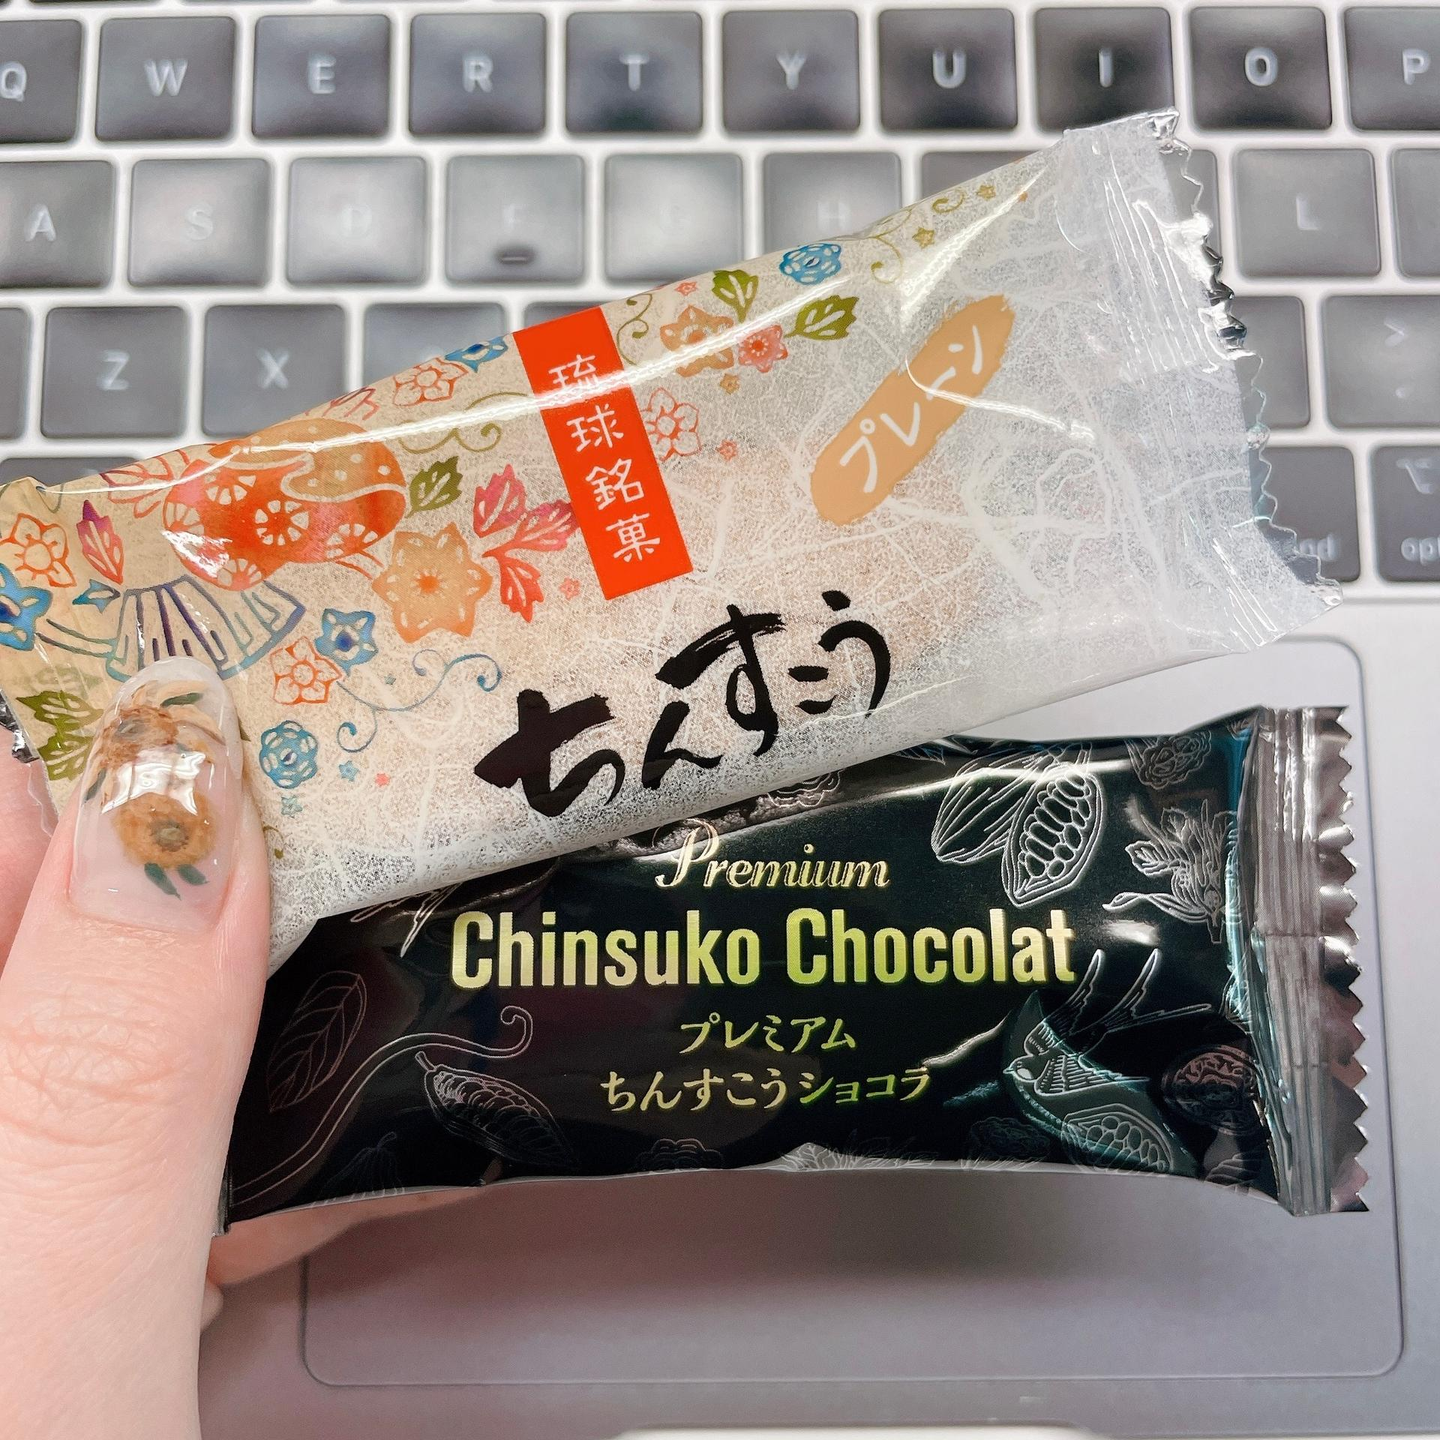 Q W E R T Y U I O P
A S D F G H L
Z X
opt
琉球銘菓
プレーン
ちんすこう
Premium
Chinsuko Chocolat
プレミアム
ちんすこうショコラ